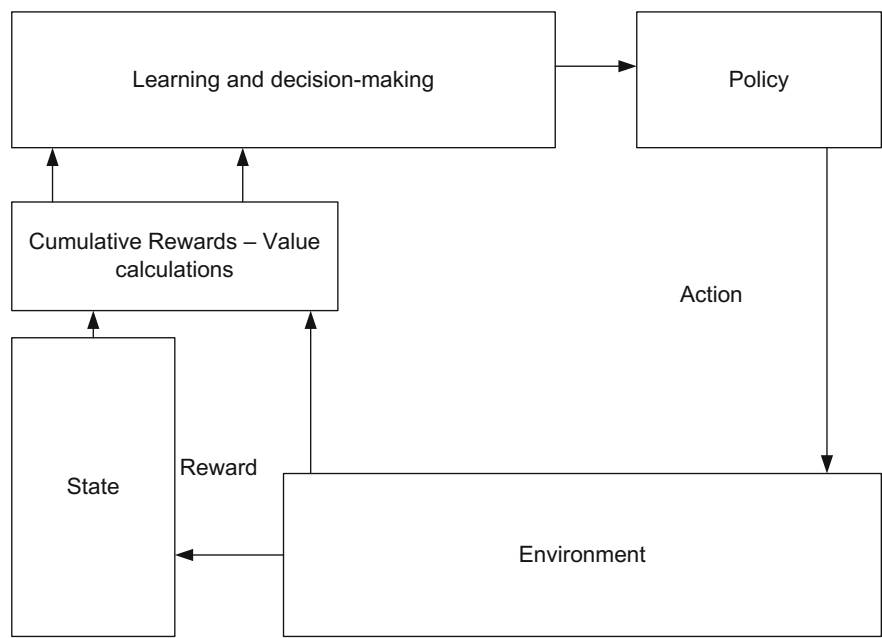 Learning and decision-making
Policy
Cumulative Rewards – Value
calculations
Action
State
Reward
Environment